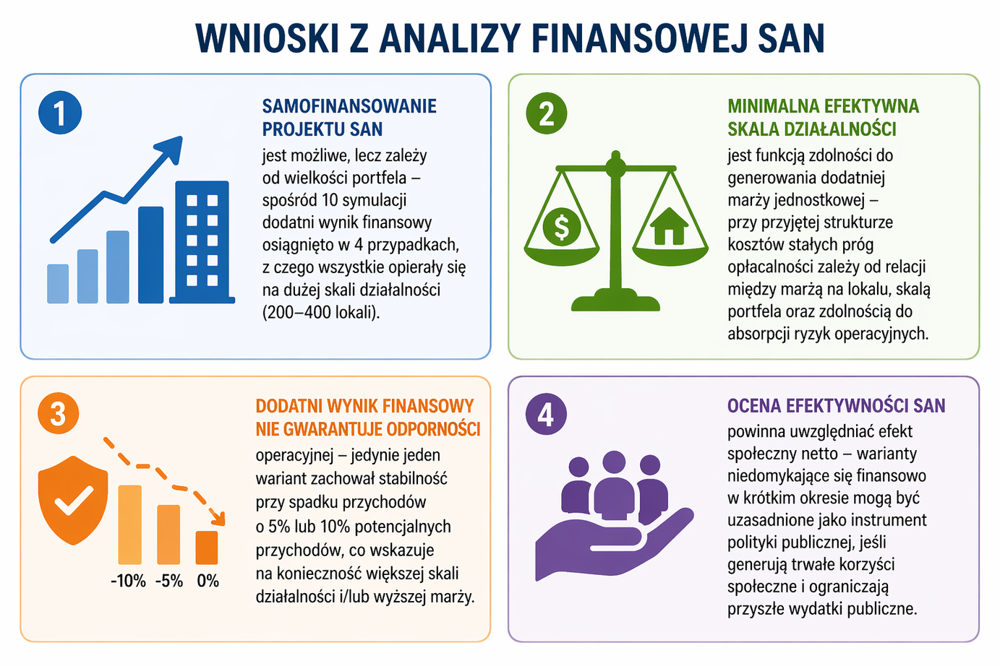 WNIOSKI Z ANALIZY FINANSOWEJ SAN
1
SAMOFINANSOWANIE
PROJEKTU SAN
jest możliwe, lecz zależy
od wielkości portfela –
spośród 10 symulacji
dodatni wynik finansowy
osiągnięto w 4 przypadkach,
z czego wszystkie opierały się
na dużej skali działalności
(200–400 lokali).
2
$
MINIMALNA EFEKTYWNA
SKALA DZIAŁALNOŚCI
jest funkcją zdolności do
generowania dodatniej
marży jednostkowej –
przy przyjętej strukturze
kosztów stałych próg
opłacalności zależy od relacji
między marżą na lokalu, skalą
portfela oraz zdolnością do
absorpcji ryzyk operacyjnych.
3
-10% -5% 0%
DODATNI WYNIK FINANSOWY
NIE GWARANTUJE ODPORNOŚCI
operacyjnej – jedynie jeden
wariant zachował stabilność
przy spadku przychodów
o 5% lub 10% potencjalnych
przychodów, co wskazuje
na konieczność większej skali
działalności i/lub wyższej marży.
4
OCENA EFEKTYWNOŚCI SAN
powinna uwzględniać efekt
społeczny netto – warianty
niedomykające się finansowo
w krótkim okresie mogą być
uzasadnione jako instrument
polityki publicznej, jeśli
generują trwałe korzyści
społeczne i ograniczają
przyszłe wydatki publiczne.